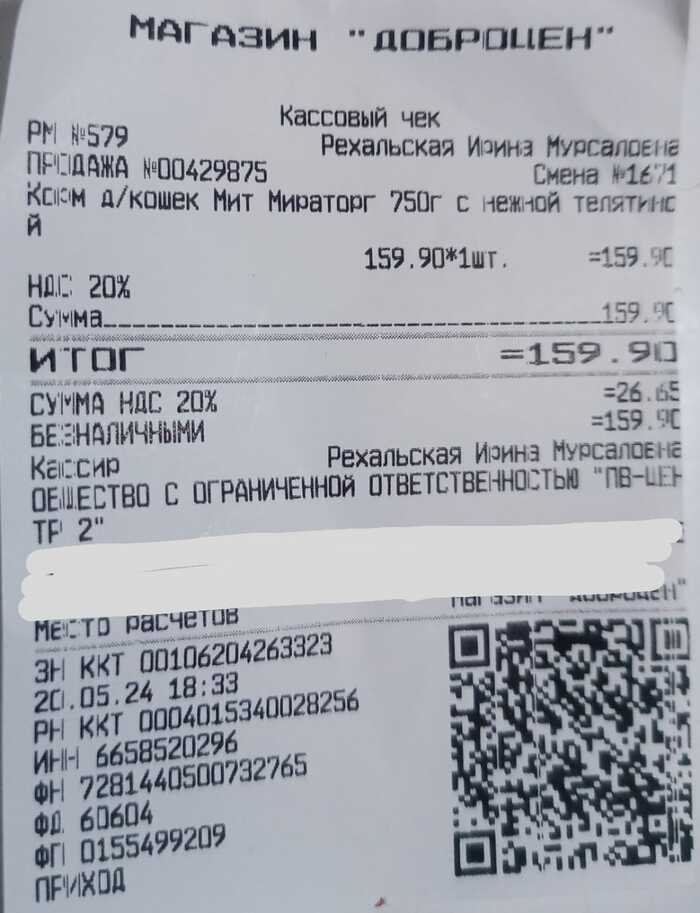 МАГАЗИН "ДОБРОЦЕН"
Кассовый чек
РМ №579
Рехальская Ирина Мурсаловна
ПРОДАЖА №00429875
Смена №1671
Корм д/кошек Мит Мираторг 750г с нежной телятино
й
159.90*1шт. =159.90
НДС 20%
Сумма 159.90
ИТОГ =159.90
СУММА НДС 20% =26.65
БЕЗНАЛИЧНЫМИ =159.90
Кассир Рехальская Ирина Мурсаловна
ОБЩЕСТВО С ОГРАНИЧЕННОЙ ОТВЕТСТВЕННОСТЬЮ "ПВ-ЦЕН
ТР 2"
Место расчетов Магазин "ДОБРОЦЕН"
ЗН ККТ 00106204263323
20.05.24 18:33
РН ККТ 0004015340028256
ИНН 6658520296
ФН 7281440500732765
ФД 60604
ФП 0155499209
ПРИХОД